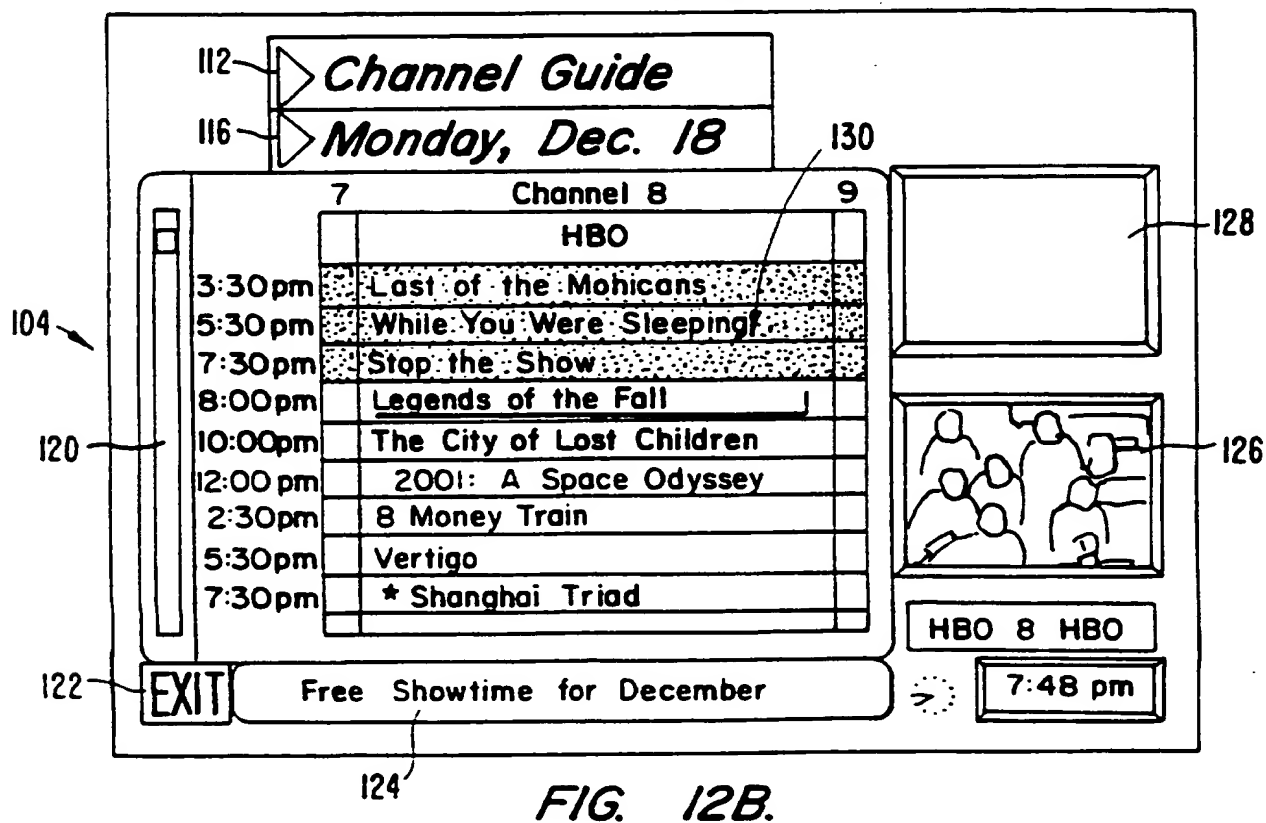 112 Channel Guide
116 Monday, Dec. 18
130
7 Channel 8 9
HBO
128
3:30pm Last of the Mohicans
104
5:30pm While You Were Sleeping
7:30pm Stop the Show
8:00pm Legends of the Fall
120
10:00pm The City of Lost Children
126
12:00 pm 2001: A Space Odyssey
2:30pm 8 Money Train
5:30pm Vertigo
7:30pm * Shanghai Triad
HBO 8 HBO
122 EXIT Free Showtime for December 7:48 pm
124
FIG. 12B.